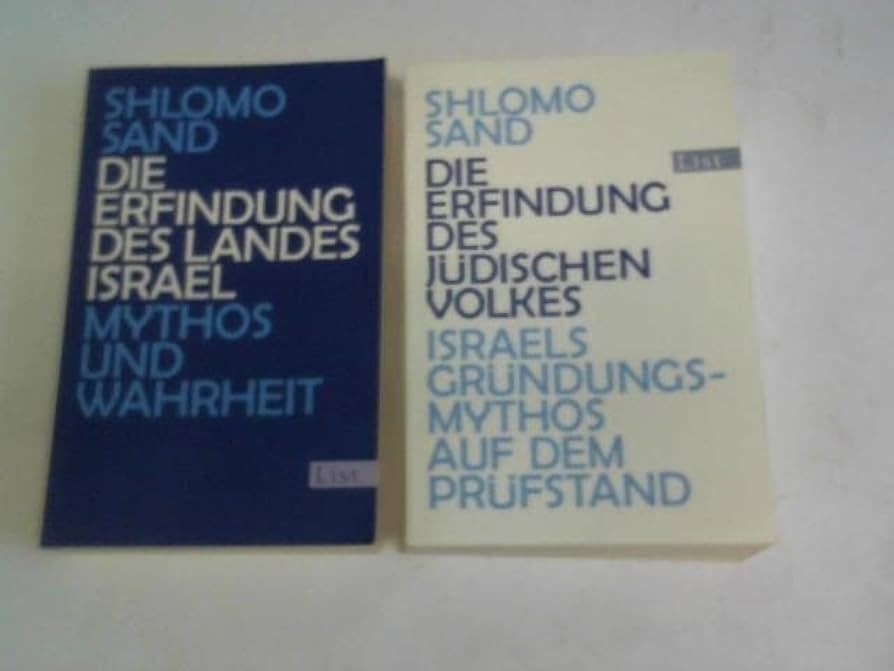 SHLOMO
SAND
DIE
ERFINDUNG
DES LANDES
ISRAEL
MYTHOS
UND
WAHRHEIT
List
SHLOMO
SAND
List
DIE
ERFINDUNG
DES
JÜDISCHEN
VOLKES
ISRAELS
GRÜNDUNGS-
MYTHOS
AUF DEM
PRÜFSTAND